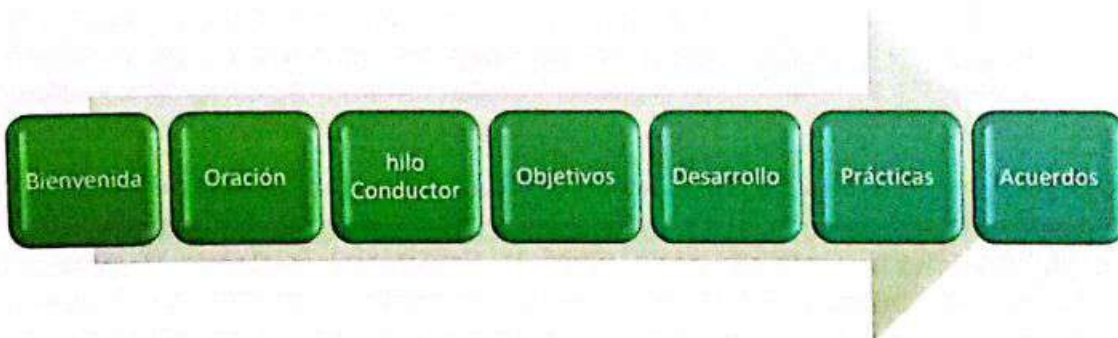 Bienvenida
Oración
hilo
Conductor
Objetivos
Desarrollo
Prácticas
Acuerdos